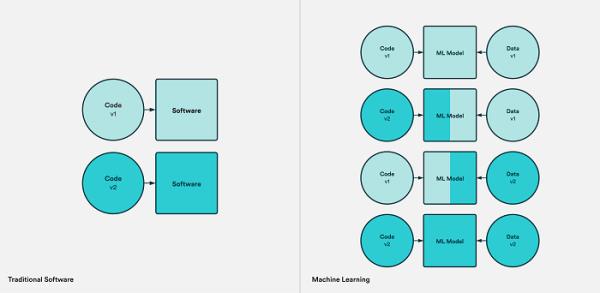 Code
v1
Software
Code
v2
Software
Traditional Software
Code
v1
ML Model
Data
v1
Code
v2
ML Model
Data
v1
Code
v1
ML Model
Data
v2
Code
v2
ML Model
Data
v2
Machine Learning